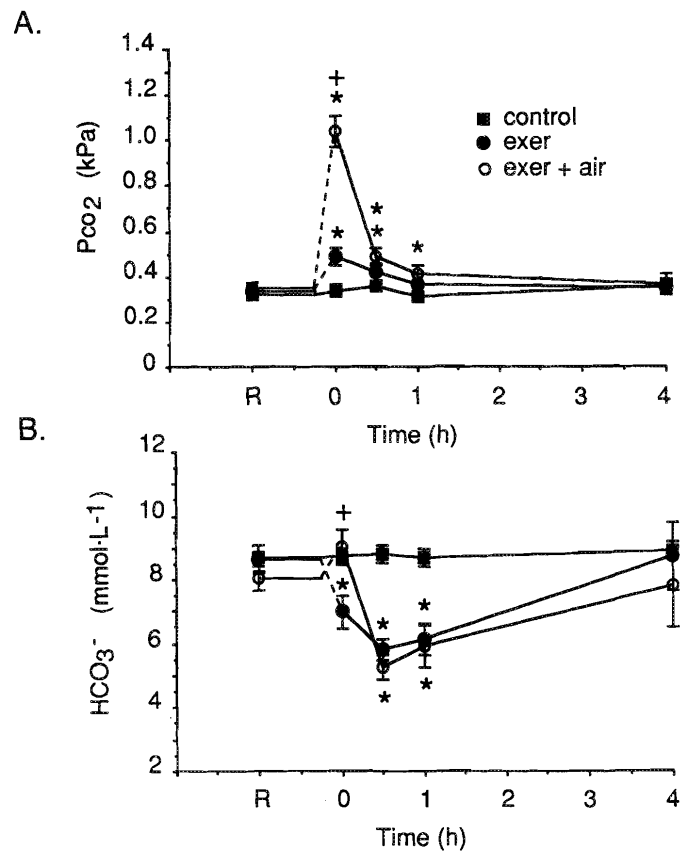 A.
1.4
1.2
1.0
0.8
0.6
0.4
0.2
0
Pco2 (kPa)
+
*
*
*
*
*
control
exer
exer + air
R 0 1 2 3 4
Time (h)
B.
12
10
8
6
4
2
HCO3- (mmol·L-1)
+
*
*
*
*
*
R 0 1 2 3 4
Time (h)